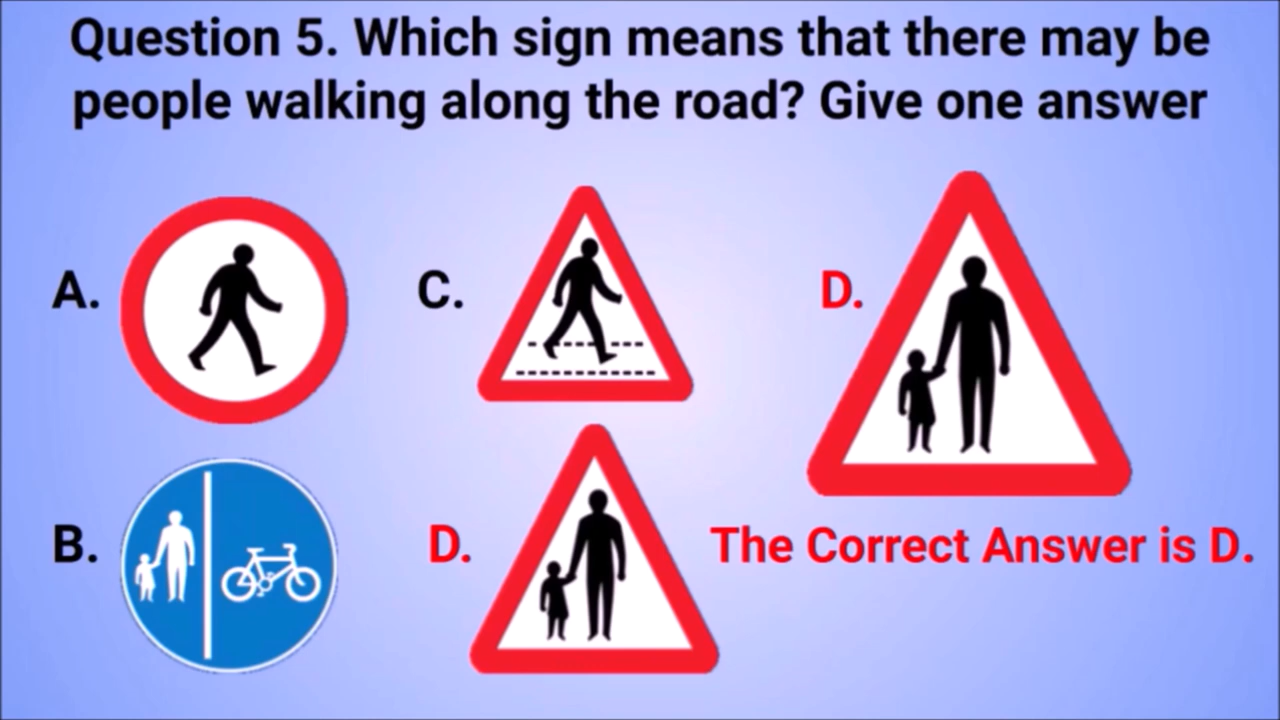 Question 5. Which sign means that there may be
people walking along the road? Give one answer
A.
C.
D.
B.
D.
The Correct Answer is D.